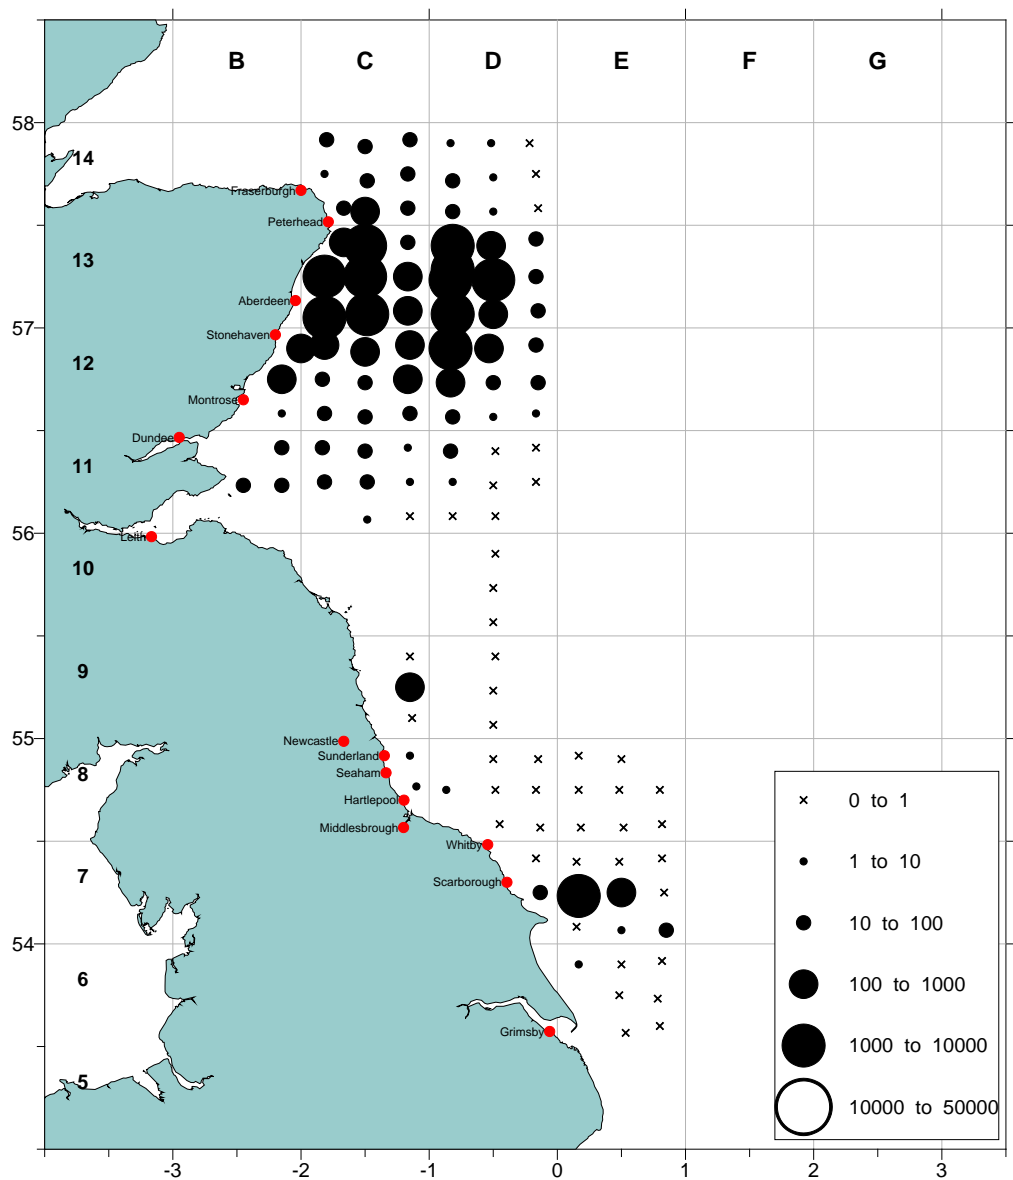 B C D E F G
58
14
Fraserburgh
Peterhead
13
Aberdeen
57
Stonehaven
12
Montrose
Dundee
11
56
Leith
10
9
55
Newcastle
Sunderland
8
Seaham
0 to 1
Hartlepool
Middlesbrough
Whitby
1 to 10
7
Scarborough
10 to 100
54
6
100 to 1000
Grimsby
1000 to 10000
5
10000 to 50000
-3 -2 -1 0 1 2 3